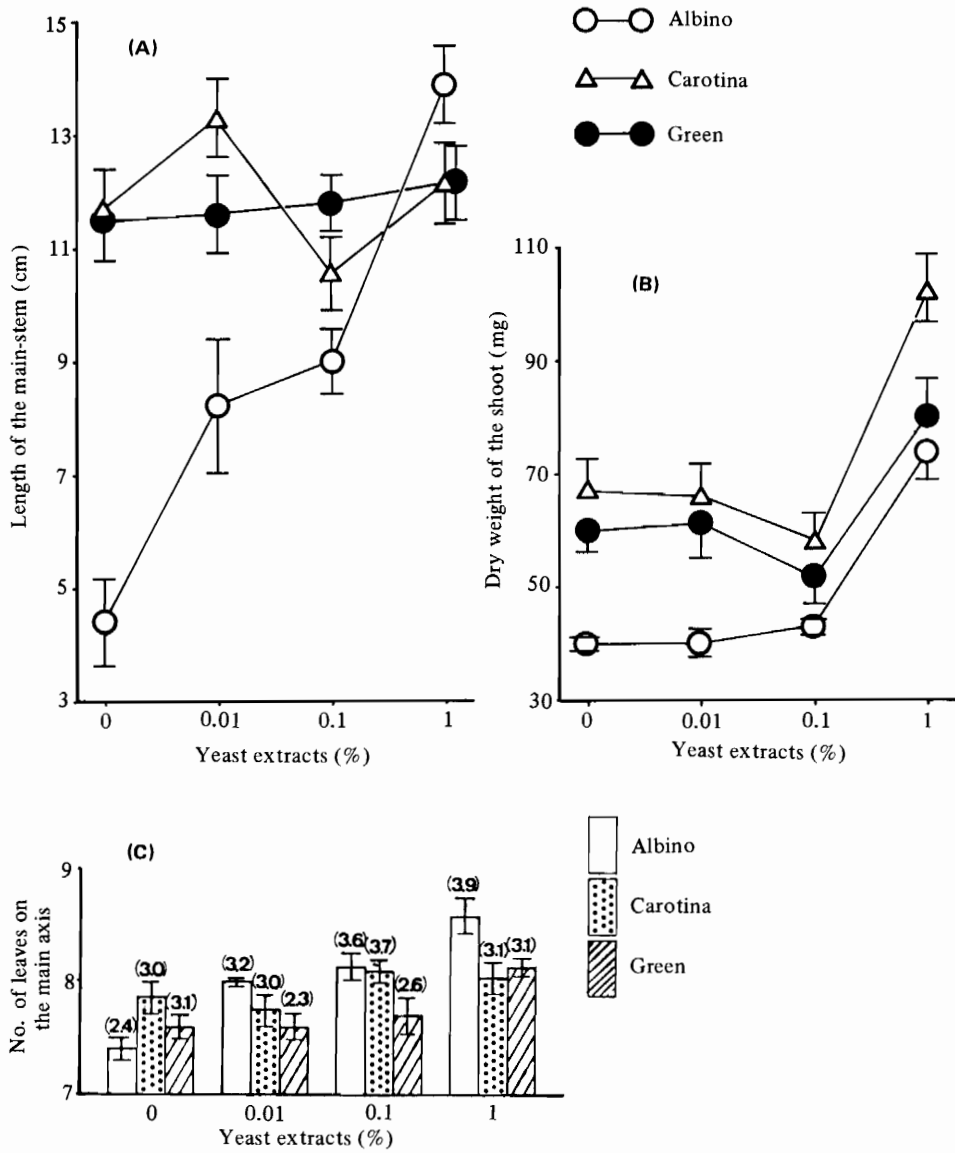 (A)
15
13
11
9
7
5
3
Length of the main-stem (cm)
0 0.01 0.1 1
Yeast extracts (%)
Albino
Carotina
Green
(B)
110
90
70
50
30
Dry weight of the shoot (mg)
0 0.01 0.1 1
Yeast extracts (%)
(C)
9
8
7
No. of leaves on
the main axis
(2.4) (3.0) (3.1) (3.2) (3.0) (2.3) (3.6) (3.7) (2.6) (3.9) (3.1) (3.1)
0 0.01 0.1 1
Yeast extracts (%)
Albino
Carotina
Green